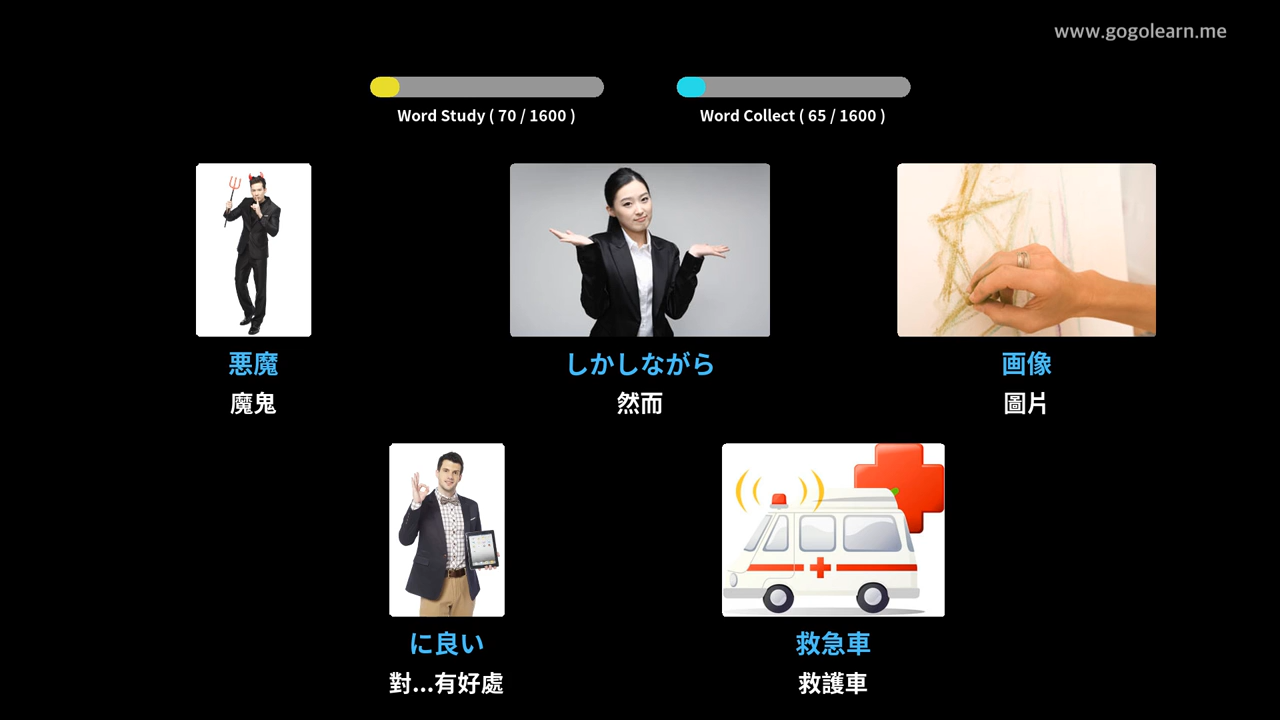 www.gogolearn.me
Word Study ( 70 / 1600 )
Word Collect ( 65 / 1600 )
悪魔
魔鬼
しかしながら
然而
画像
圖片
に良い
對...有好處
救急車
救護車